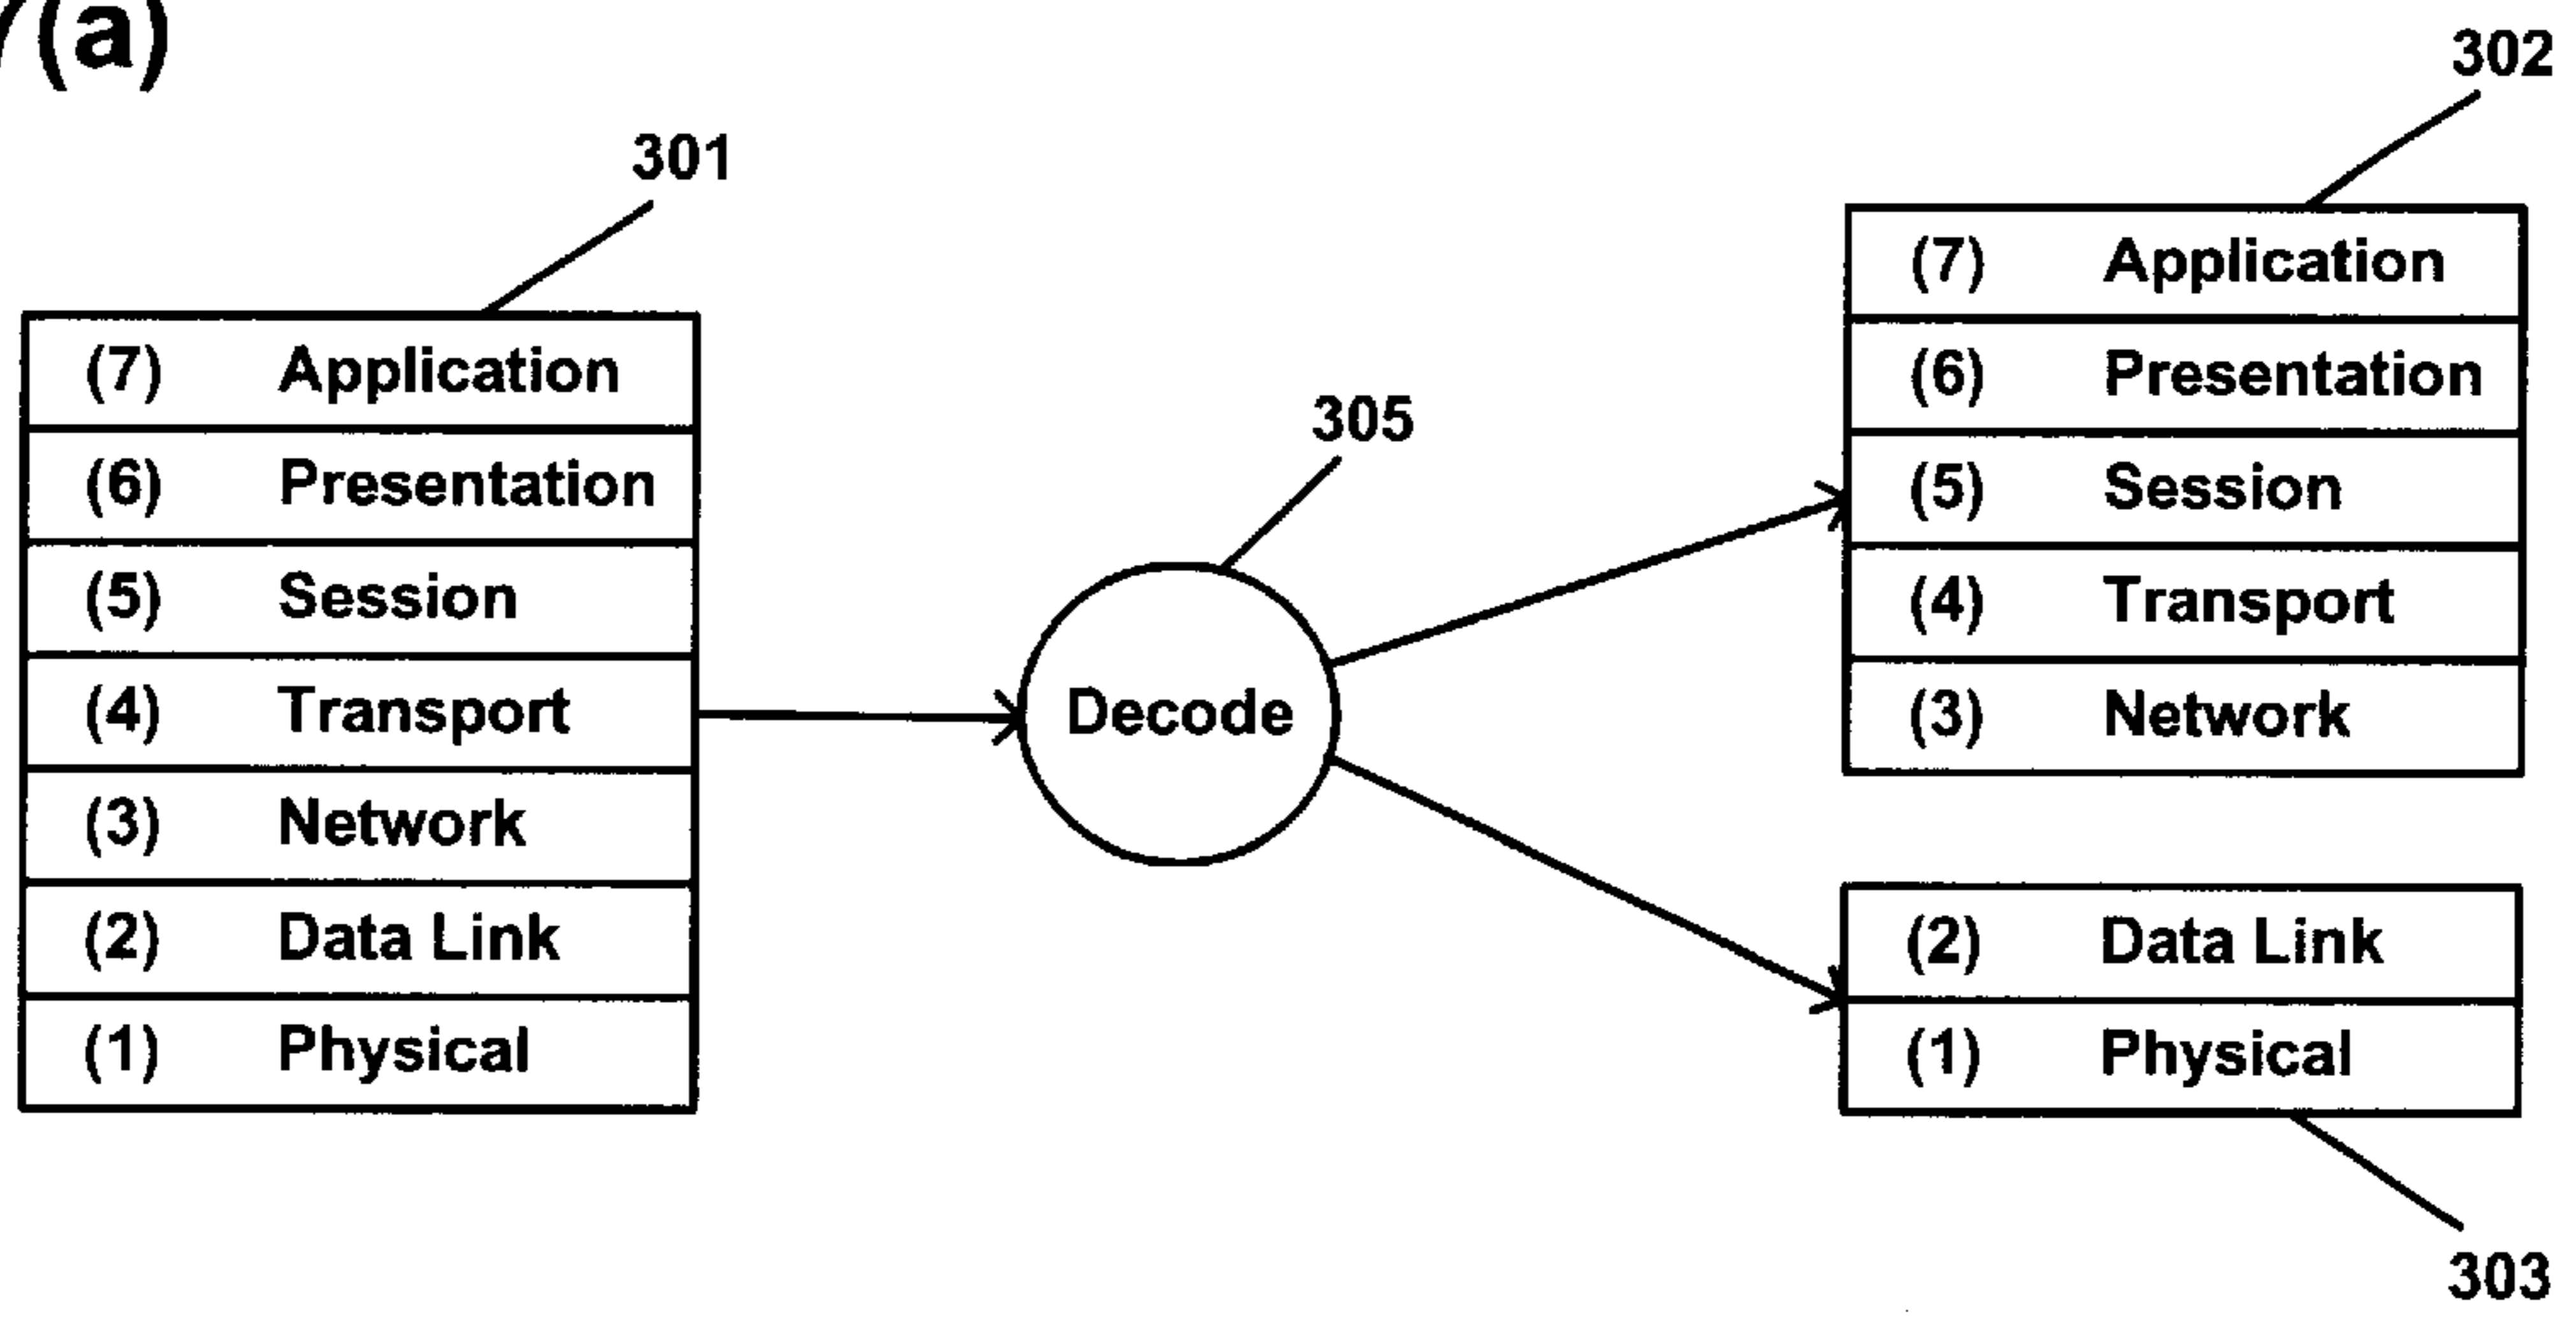 (a)
302
301
(7) Application
(6) Presentation
(5) Session
(4) Transport
(3) Network
(2) Data Link
(1) Physical
305
Decode
(7) Application
(6) Presentation
(5) Session
(4) Transport
(3) Network
(2) Data Link
(1) Physical
303